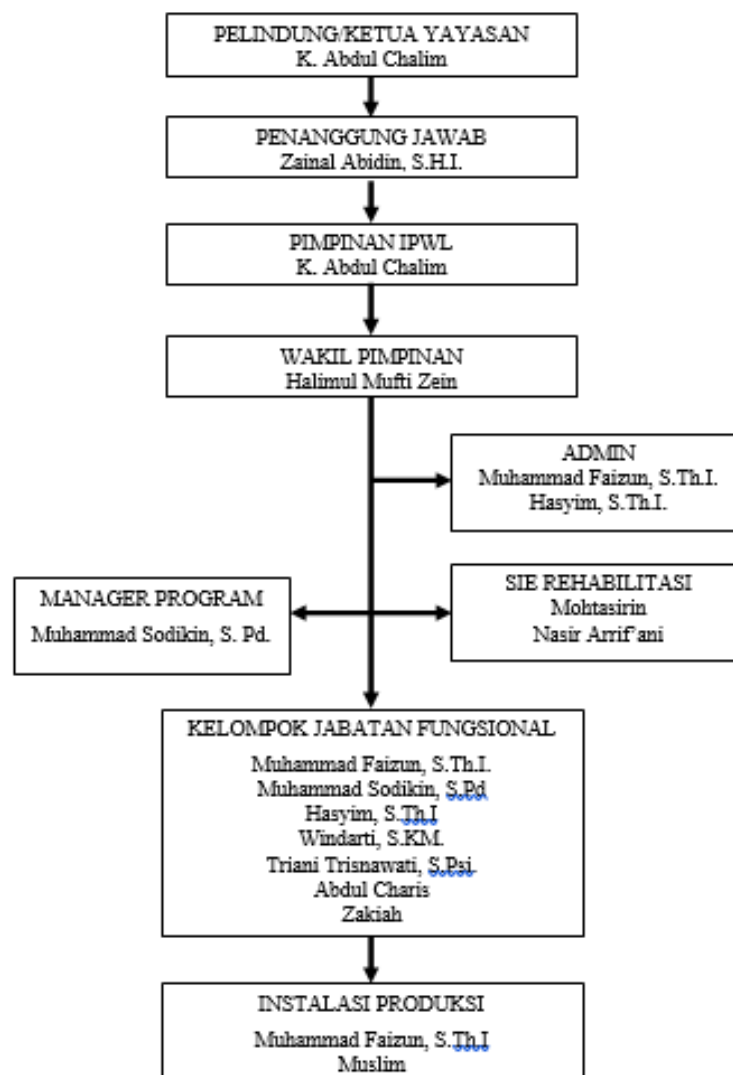 PELINDUNG/KETUA YAYASAN
K. Abdul Chalim
PENANGGUNG JAWAB
Zainal Abidin, S.H.I.
PIMPINAN IPWL
K. Abdul Chalim
WAKIL PIMPINAN
Halimul Mufti Zein
ADMIN
Muhammad Faizun, S.Th.I.
Hasyim, S.Th.I.
MANAGER PROGRAM
Muhammad Sodikin, S. Pd.
SIE REHABILITASI
Mohtasirin
Nasir Arrif'ani
KELOMPOK JABATAN FUNGSIONAL
Muhammad Faizun, S.Th.I.
Muhammad Sodikin, S.Pd
Hasyim, S.Th.I
Windarti, S.KM.
Triani Trisnawati, S.Psi.
Abdul Charis
Zakiah
INSTALASI PRODUKSI
Muhammad Faizun, S.Th.I
Muslim